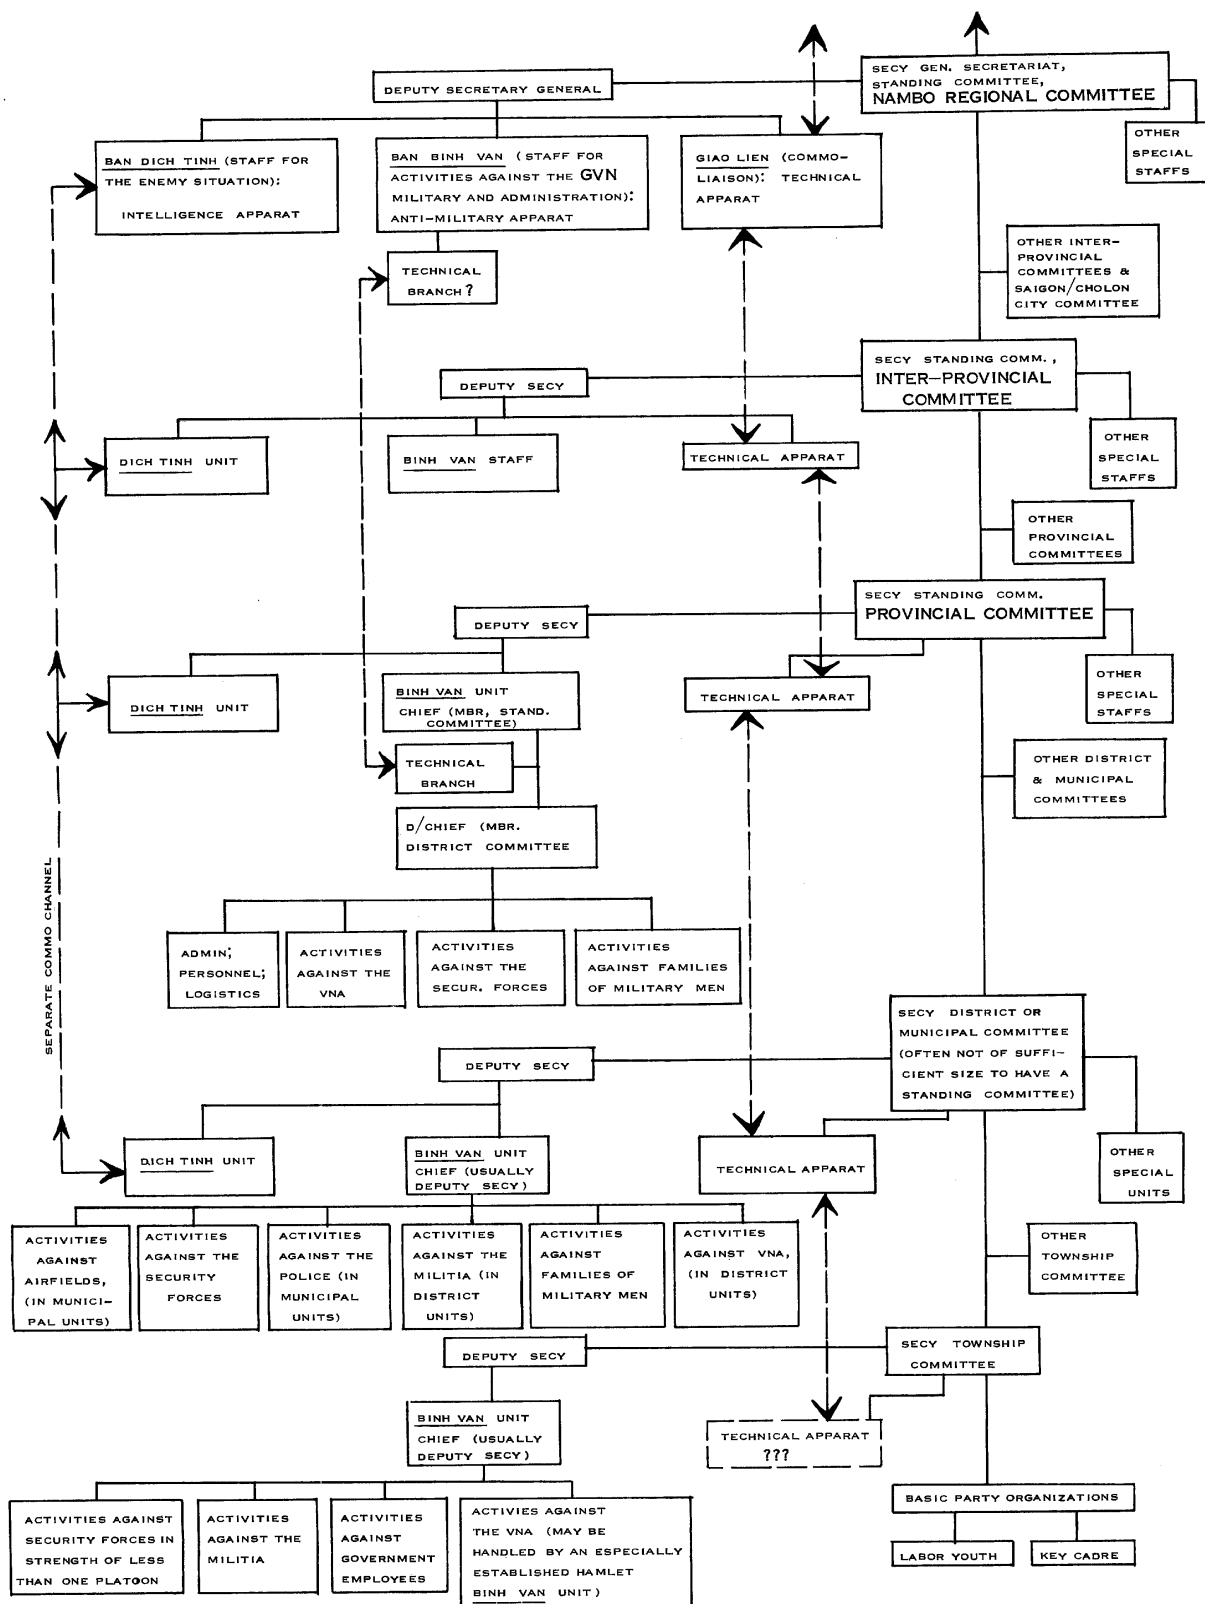 SECY GEN. SECRETARIAT,
STANDING COMMITTEE,
NAMBO REGIONAL COMMITTEE
DEPUTY SECRETARY GENERAL
OTHER
SPECIAL
STAFFS
BAN DICH TINH (STAFF FOR
THE ENEMY SITUATION):
INTELLIGENCE APPARAT
BAN BINH VAN (STAFF FOR
ACTIVITIES AGAINST THE GVN
MILITARY AND ADMINISTRATION):
ANTI-MILITARY APPARAT
GIAO LIEN (COMMO-
LIAISON): TECHNICAL
APPARAT
TECHNICAL
BRANCH?
OTHER INTER-
PROVINCIAL
COMMITTEES &
SAIGON/CHOLON
CITY COMMITTEE
SECY STANDING COMM.,
INTER-PROVINCIAL
COMMITTEE
DEPUTY SECY
DICH TINH UNIT
BINH VAN STAFF
TECHNICAL APPARAT
OTHER
SPECIAL
STAFFS
OTHER
PROVINCIAL
COMMITTEES
SECY STANDING COMM.
PROVINCIAL COMMITTEE
DEPUTY SECY
DICH TINH UNIT
BINH VAN UNIT
CHIEF (MBR, STAND.
COMMITTEE)
TECHNICAL APPARAT
OTHER
SPECIAL
STAFFS
TECHNICAL
BRANCH
OTHER DISTRICT
& MUNICIPAL
COMMITTEES
D/CHIEF (MBR.
DISTRICT COMMITTEE
SEPARATE COMMO CHANNEL
ADMIN;
PERSONNEL;
LOGISTICS
ACTIVITIES
AGAINST THE
VNA
ACTIVITIES
AGAINST THE
SECUR. FORCES
ACTIVITIES
AGAINST FAMILIES
OF MILITARY MEN
SECY DISTRICT OR
MUNICIPAL COMMITTEE
(OFTEN NOT OF SUFFI-
CIENT SIZE TO HAVE A
STANDING COMMITTEE)
DEPUTY SECY
DICH TINH UNIT
BINH VAN UNIT
CHIEF (USUALLY
DEPUTY SECY)
TECHNICAL APPARAT
OTHER
SPECIAL
UNITS
ACTIVITIES
AGAINST
AIRFIELDS,
(IN MUNICI-
PAL UNITS)
ACTIVITIES
AGAINST THE
SECURITY
FORCES
ACTIVITIES
AGAINST THE
POLICE (IN
MUNICIPAL
UNITS)
ACTIVITIES
AGAINST THE
MILITIA (IN
DISTRICT
UNITS)
ACTIVITIES
AGAINST
FAMILIES OF
MILITARY MEN
ACTIVITIES
AGAINST VNA,
(IN DISTRICT
UNITS)
OTHER
TOWNSHIP
COMMITTEE
SECY TOWNSHIP
COMMITTEE
DEPUTY SECY
BINH VAN UNIT
CHIEF (USUALLY
DEPUTY SECY)
TECHNICAL APPARAT
???
BASIC PARTY ORGANIZATIONS
LABOR YOUTH
KEY CADRE
ACTIVITIES AGAINST
SECURITY FORCES IN
STRENGTH OF LESS
THAN ONE PLATOON
ACTIVITIES
AGAINST THE
MILITIA
ACTIVITIES
AGAINST
GOVERNMENT
EMPLOYEES
ACTIVIES AGAINST
THE VNA (MAY BE
HANDLED BY AN ESPECIALLY
ESTABLISHED HAMLET
BINH VAN UNIT)